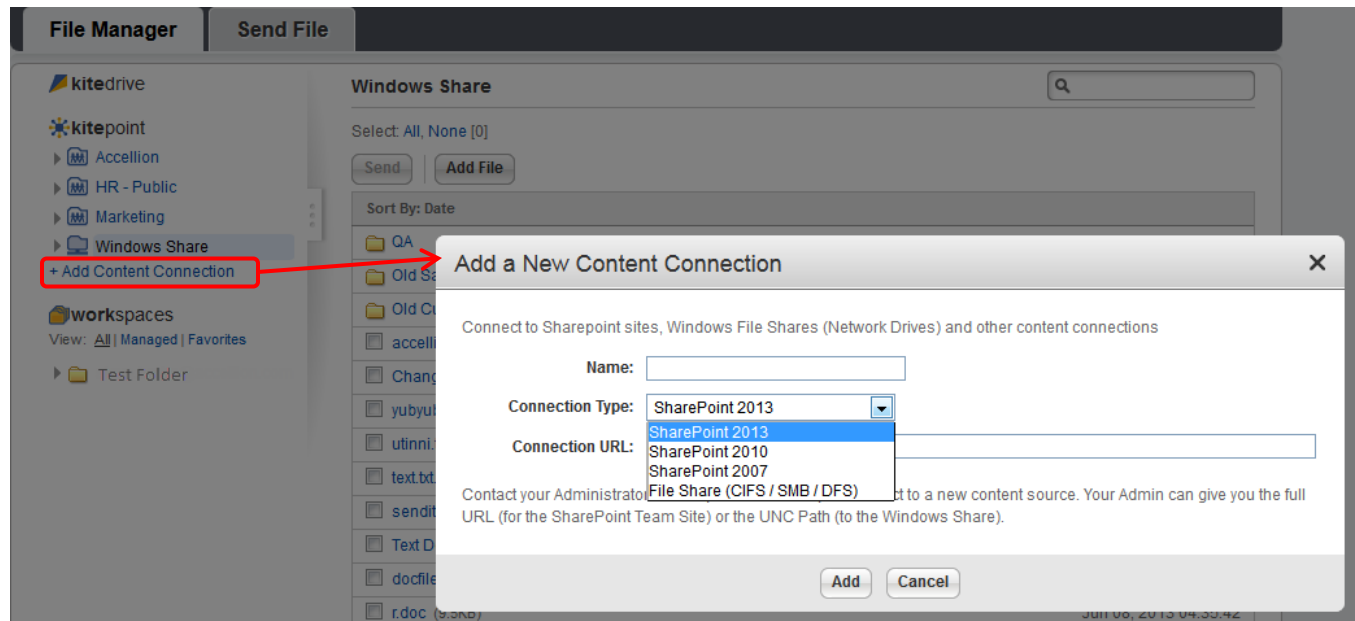 File Manager
Send File
kitedrive
kitepoint
Accellion
HR - Public
Marketing
Windows Share
+ Add Content Connection
workspaces
View: All | Managed | Favorites
Test Folder
Windows Share
Select: All, None [0]
Send
Add File
Sort By: Date
QA
Old Sa
Old Cu
accelli
Chang
yubyu
utinni.
text.txt
sendit
Text D
docfile
r.doc (9.5KB)
Jun 08, 2013 04:35:42
Add a New Content Connection
Connect to Sharepoint sites, Windows File Shares (Network Drives) and other content connections
Name:
Connection Type: SharePoint 2013
SharePoint 2013
SharePoint 2010
SharePoint 2007
File Share (CIFS / SMB / DFS)
Connection URL:
Contact your Administrator ct to a new content source. Your Admin can give you the full
URL (for the SharePoint Team Site) or the UNC Path (to the Windows Share).
Add
Cancel